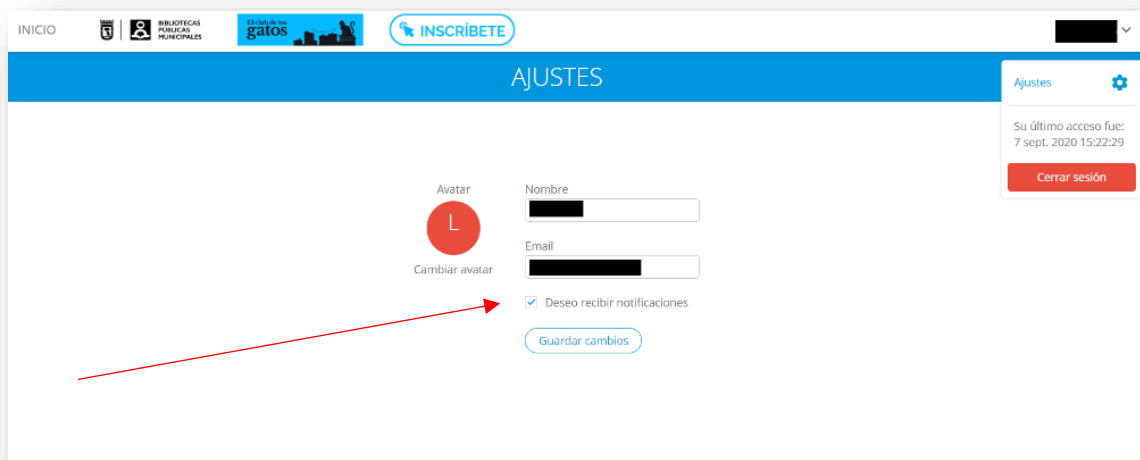 INICIO
BIBLIOTECAS
PÚBLICAS
MUNICIPALES
El club de los
gatos
INSCRÍBETE
AJUSTES
Ajustes
Su último acceso fue:
7 sept. 2020 15:22:29
Cerrar sesión
Avatar
L
Cambiar avatar
Nombre
Email
Deseo recibir notificaciones
Guardar cambios